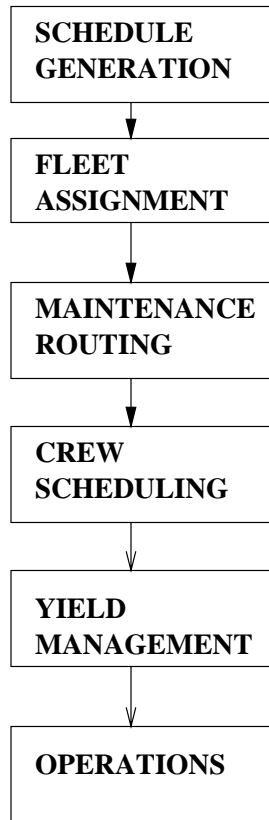 SCHEDULE
GENERATION
FLEET
ASSIGNMENT
MAINTENANCE
ROUTING
CREW
SCHEDULING
YIELD
MANAGEMENT
OPERATIONS